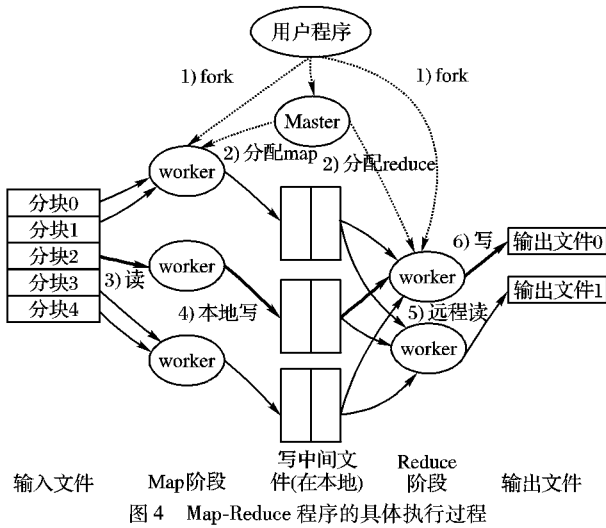 用户程序
1) fork
1) fork
Master
2) 分配map
2) 分配reduce
worker
分块0
分块1
分块2
分块3
分块4
3) 读
worker
4) 本地写
worker
6) 写
worker
5) 远程读
worker
输出文件0
输出文件1
输入文件
Map阶段
写中间文
件(在本地)
Reduce
阶段
输出文件
图 4 Map-Reduce 程序的具体执行过程